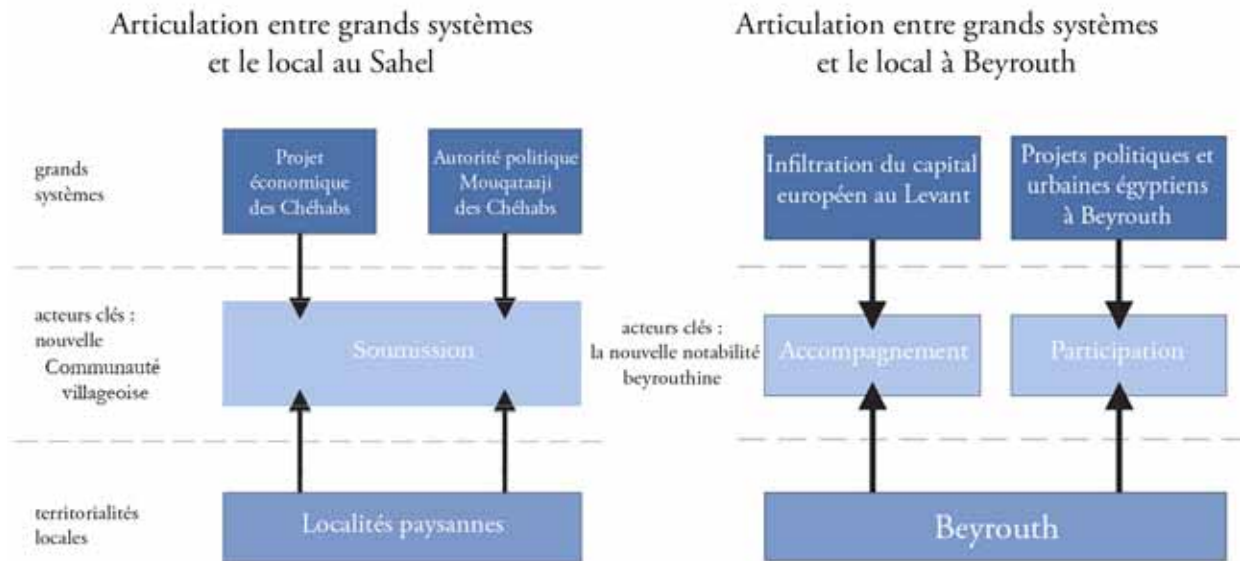 Articulation entre grands systèmes
et le local au Sahel
grands
systèmes
Projet
économique
des Chéhabs
Autorité politique
Mouqataaji
des Chéhabs
acteurs clés :
nouvelle
Communauté
villageoise
Soumission
territorialités
locales
Localités paysannes
Articulation entre grands systèmes
et le local à Beyrouth
Infiltration du capital
européen au Levant
Projets politiques et
urbaines égyptiens
à Beyrouth
acteurs clés :
la nouvelle notabilité
beyrouthine
Accompagnement
Participation
Beyrouth